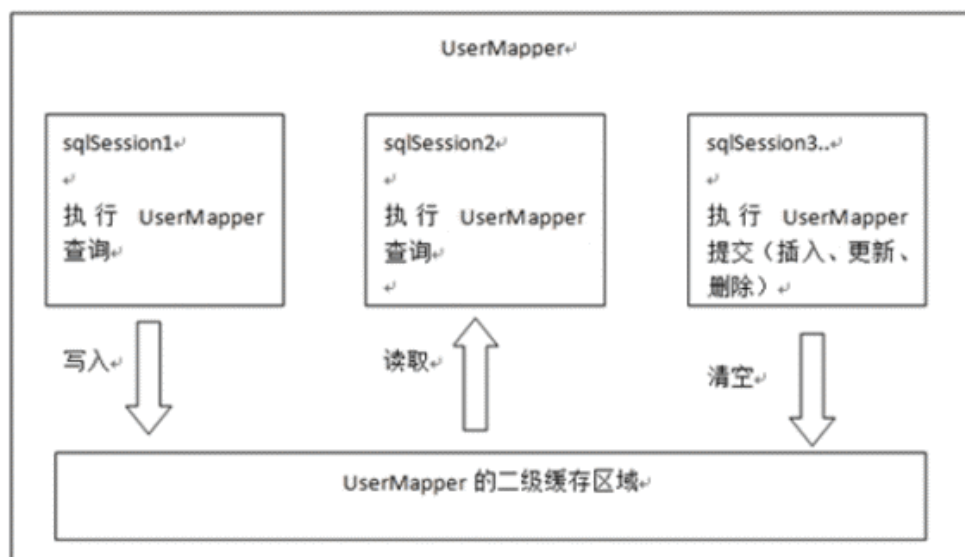 UserMapper↵
sqlSession1↵
↵
执行 UserMapper
查询↵
sqlSession2↵
↵
执行 UserMapper
查询↵
↵
sqlSession3..↵
↵
执行 UserMapper
提交（插入、更新、
删除）↵
写入↵
读取↵
清空↵
UserMapper 的二级缓存区域↵